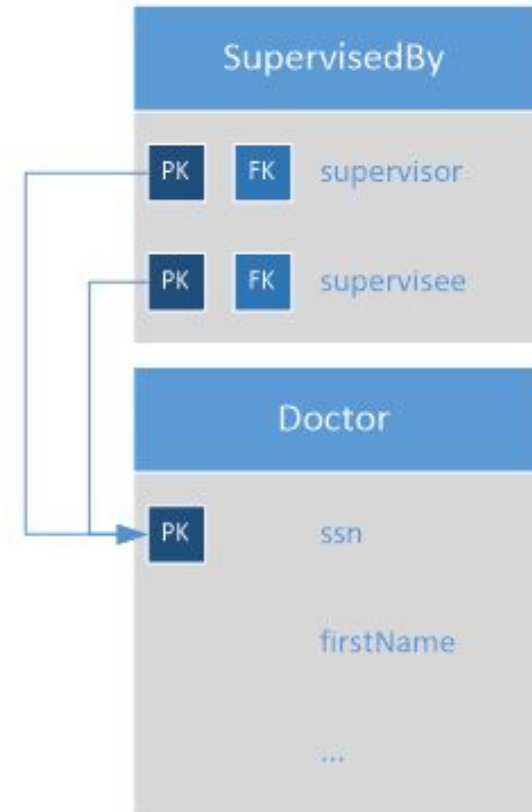 SupervisedBy
PK FK supervisor
PK FK supervisee
Doctor
PK ssn
firstName
...